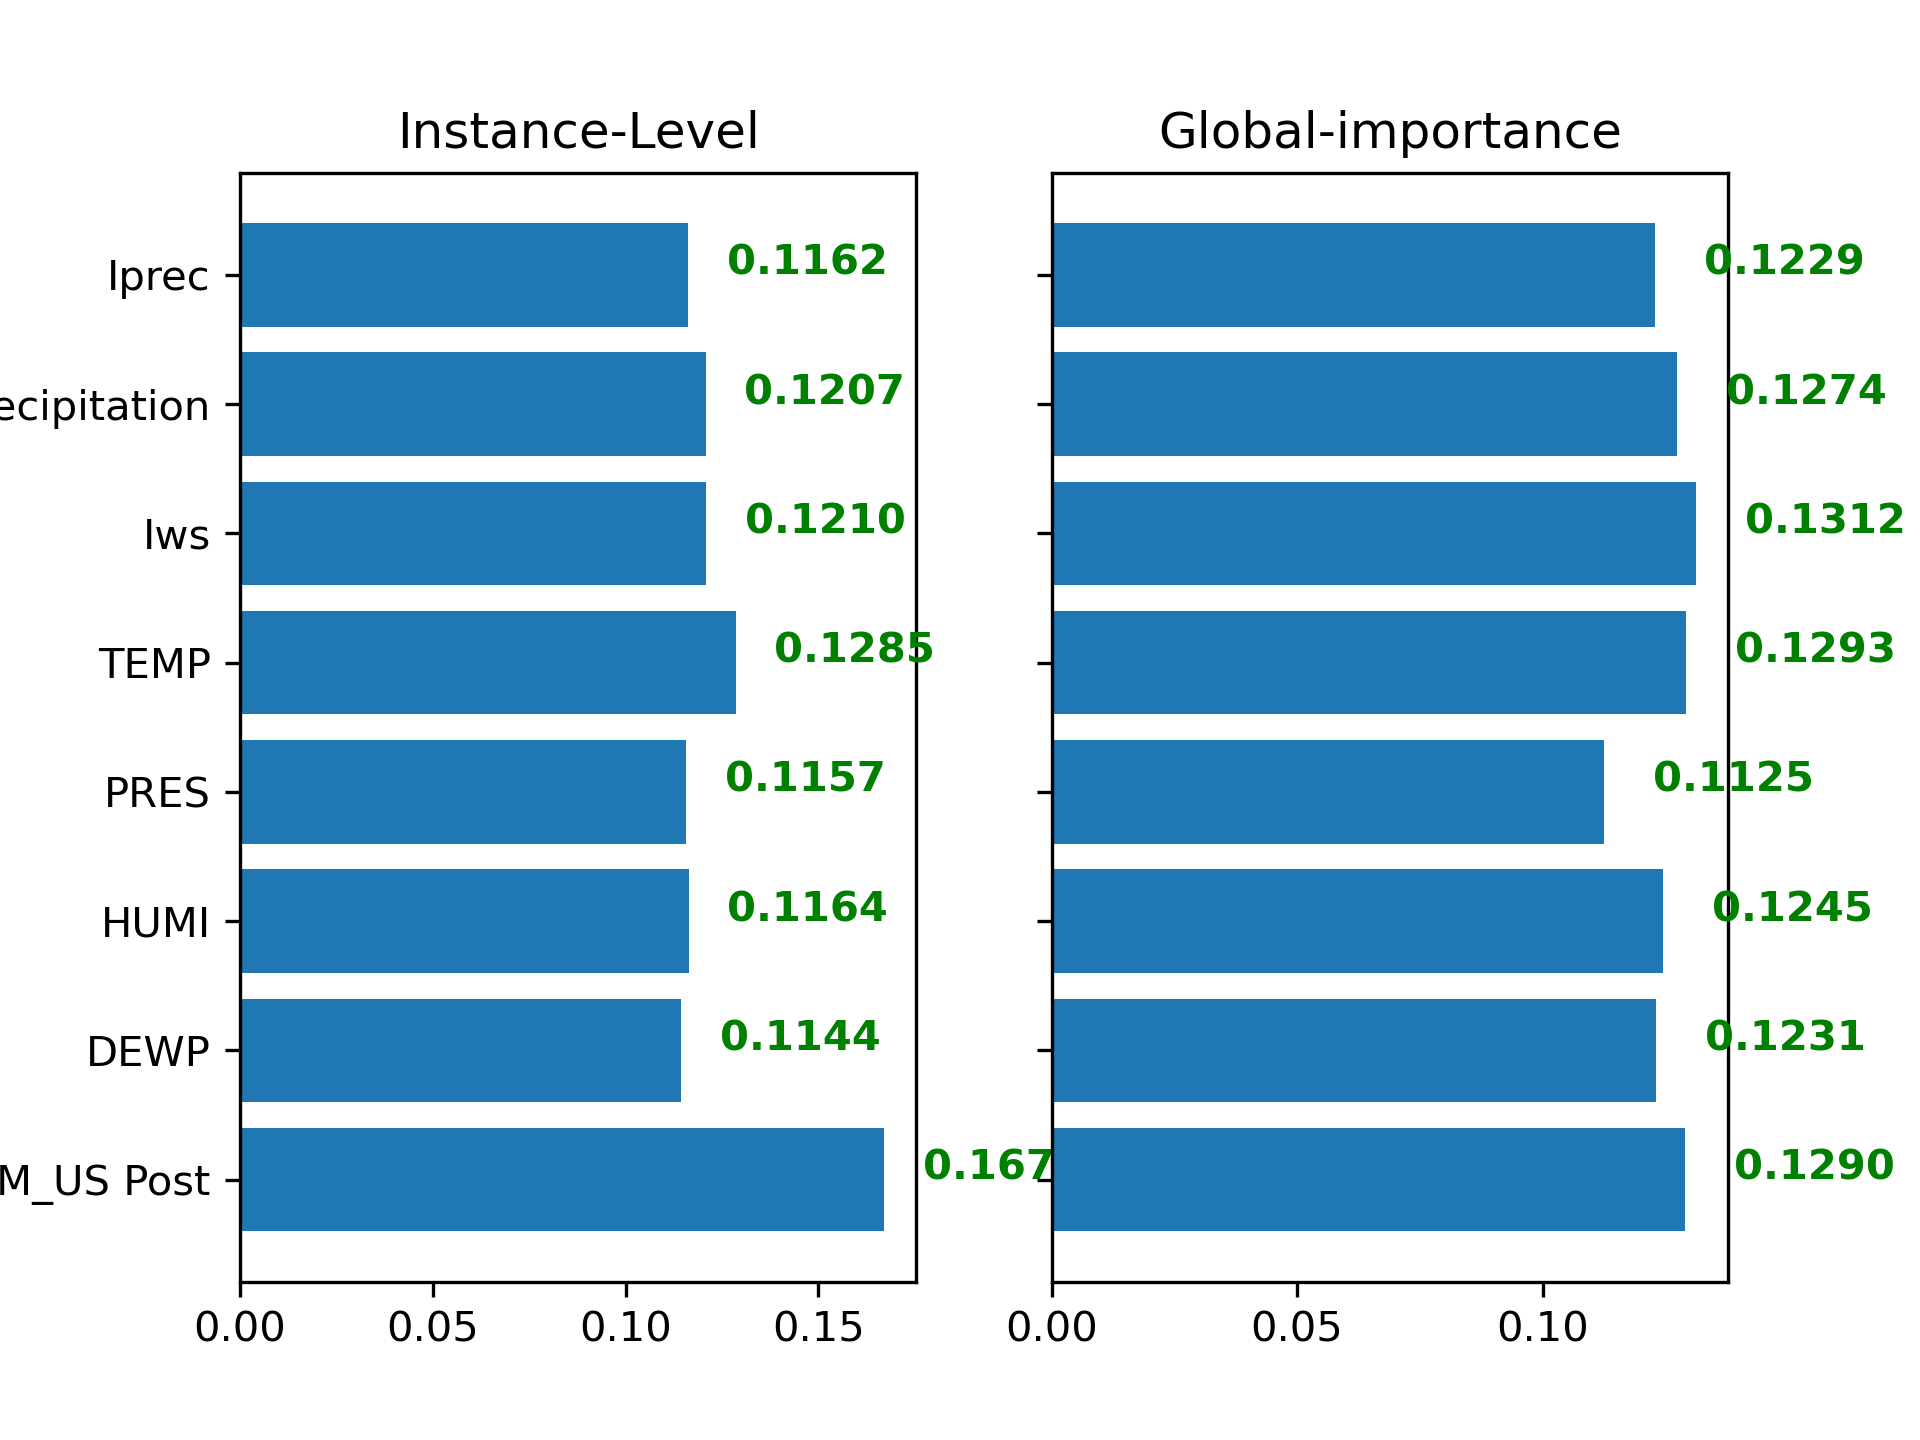 Instance-Level Global-importance
Iprec 0.1162 0.1229
ecipitation 0.1207 0.1274
Iws 0.1210 0.1312
TEMP 0.1285 0.1293
PRES 0.1157 0.1125
HUMI 0.1164 0.1245
DEWP 0.1144 0.1231
M_US Post 0.167 0.1290
0.00 0.05 0.10 0.15 0.00 0.05 0.10